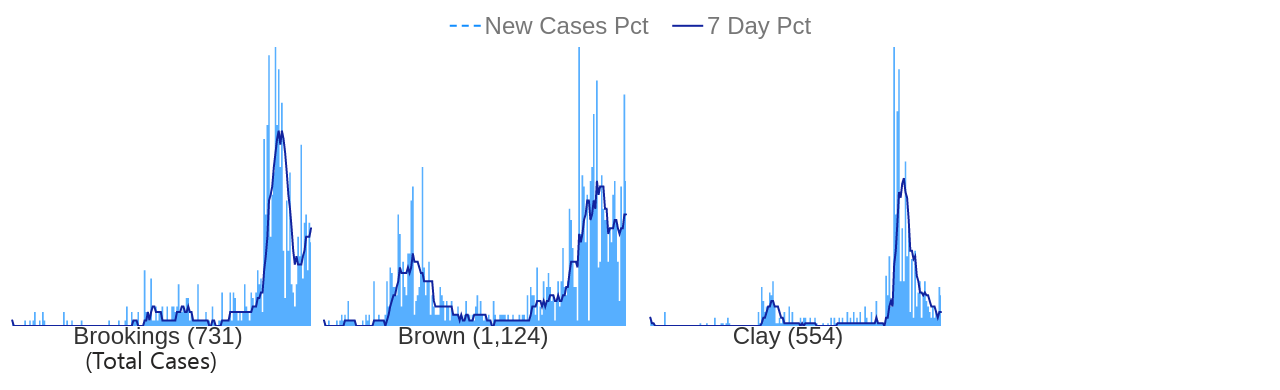 New Cases Pct 7 Day Pct
Brookings (731) Brown (1,124) Clay (554)
(Total Cases)